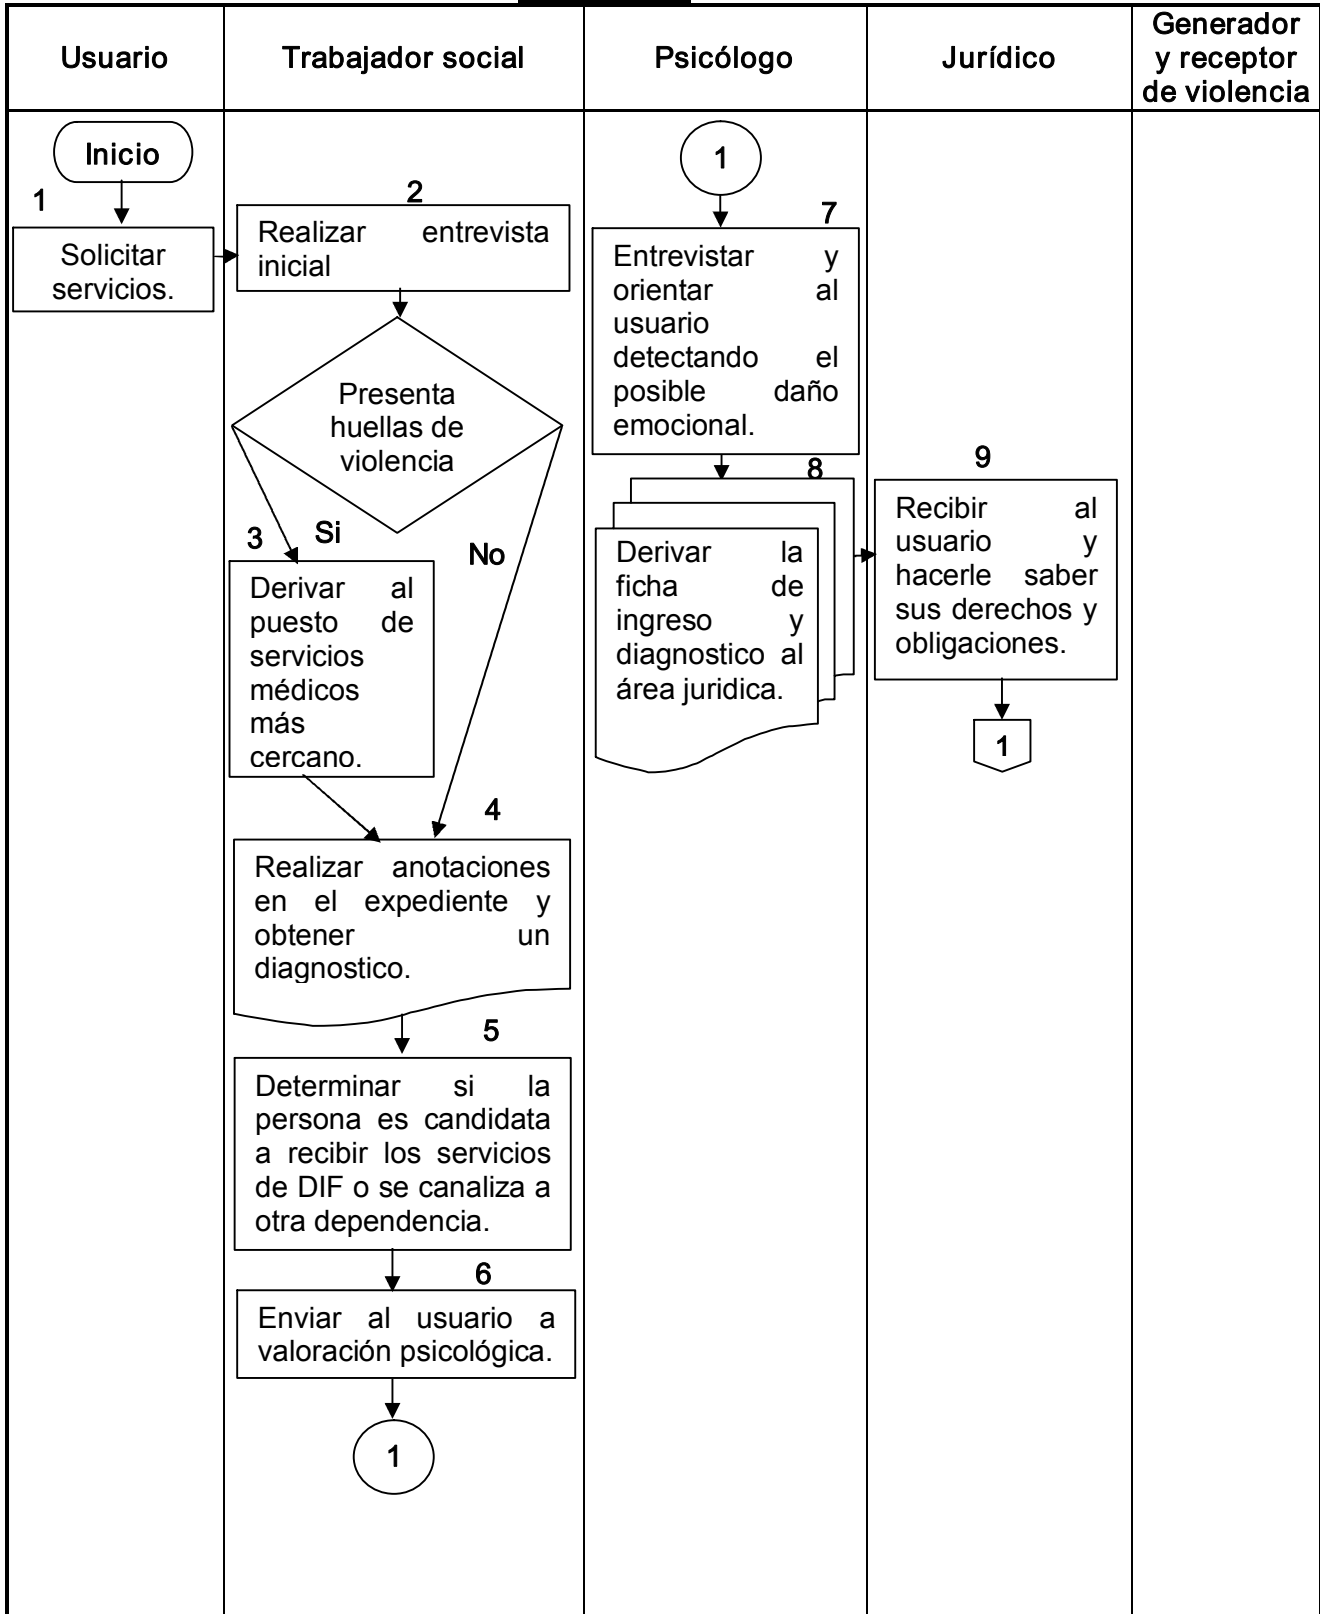 Usuario
Trabajador social
Psicólogo
Jurídico
Generador
y receptor
de violencia
Inicio
1
Solicitar
servicios.
2
Realizar entrevista
inicial
Presenta
huellas de
violencia
Si
No
3
Derivar al
puesto de
servicios
médicos
más
cercano.
4
Realizar anotaciones
en el expediente y
obtener un
diagnostico.
5
Determinar si la
persona es candidata
a recibir los servicios
de DIF o se canaliza a
otra dependencia.
6
Enviar al usuario a
valoración psicológica.
1
1
7
Entrevistar y
orientar al
usuario
detectando el
posible daño
emocional.
8
Derivar la
ficha de
ingreso y
diagnostico al
área juridica.
9
Recibir al
usuario y
hacerle saber
sus derechos y
obligaciones.
1